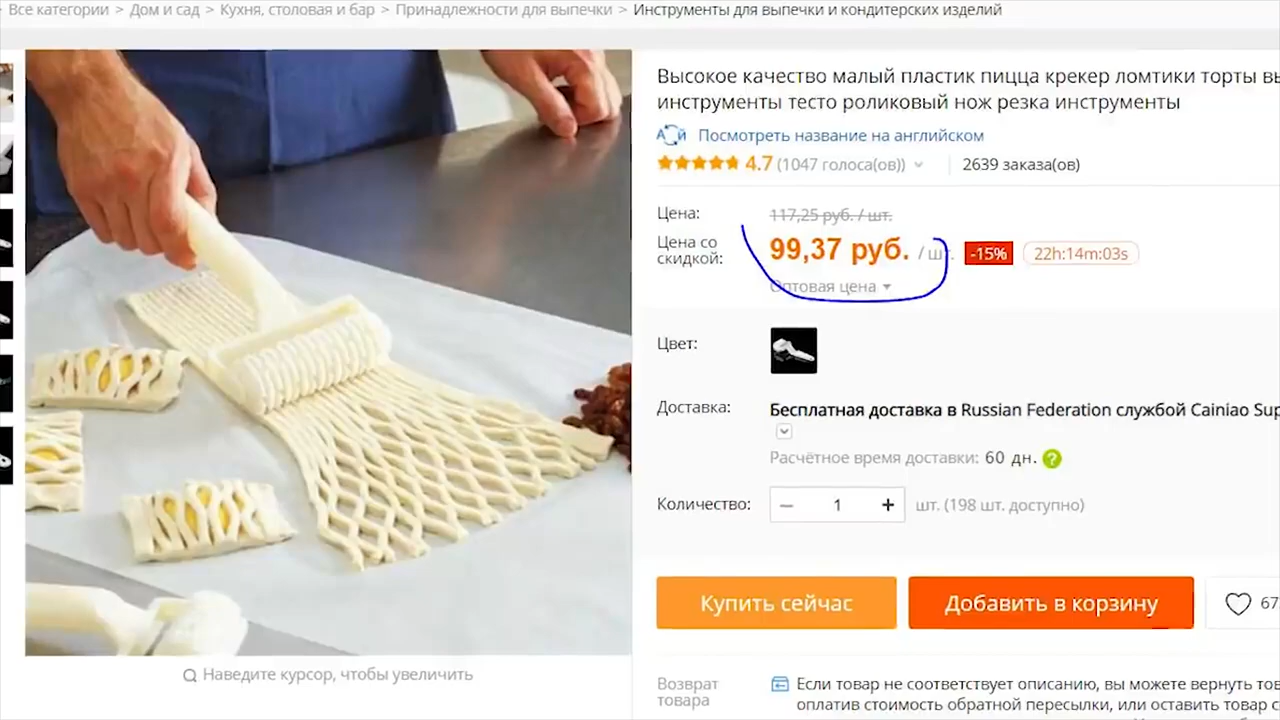 Все категории > Дом и сад > Кухня, столовая и бар > Принадлежности для выпечки > Инструменты для выпечки и кондитерских изделий
Высокое качество малый пластик пицца крекер ломтики торты вы
инструменты тесто роликовый нож резка инструменты
Посмотреть название на английском
4.7 (1047 голоса(ов)) 2639 заказа(ов)
Цена: 117,25 руб. / шт.
Цена со скидкой: 99,37 руб. / шт. -15% 22h:14m:03s
Оптовая цена
Цвет:
Доставка: Бесплатная доставка в Russian Federation службой Cainiao Sup
Расчётное время доставки: 60 дн. ?
Количество: − 1 + шт. (198 шт. доступно)
Купить сейчас Добавить в корзину 67
Наведите курсор, чтобы увеличить
Возврат товара
Если товар не соответствует описанию, вы можете вернуть тов
оплатив стоимость обратной пересылки, или оставить товар с